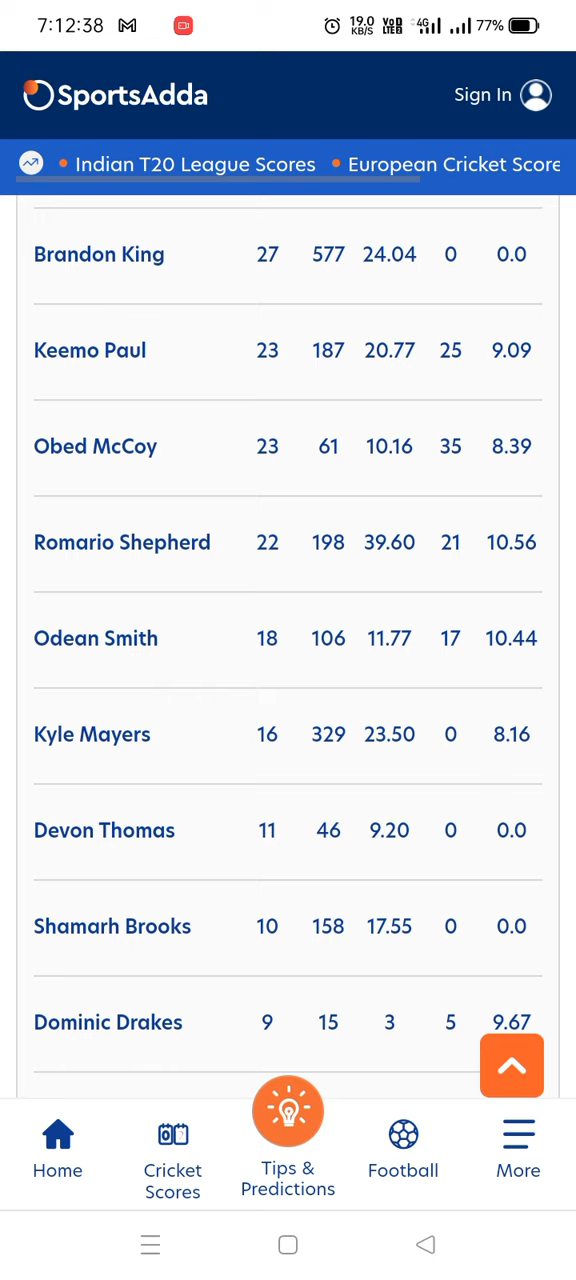 7:12:38 19.0 KB/S VoD LTE2 4G 77%
SportsAdda Sign In
Indian T20 League Scores European Cricket Score
Brandon King 27 577 24.04 0 0.0
Keemo Paul 23 187 20.77 25 9.09
Obed McCoy 23 61 10.16 35 8.39
Romario Shepherd 22 198 39.60 21 10.56
Odean Smith 18 106 11.77 17 10.44
Kyle Mayers 16 329 23.50 0 8.16
Devon Thomas 11 46 9.20 0 0.0
Shamarh Brooks 10 158 17.55 0 0.0
Dominic Drakes 9 15 3 5 9.67
Home Cricket Scores Tips & Predictions Football More